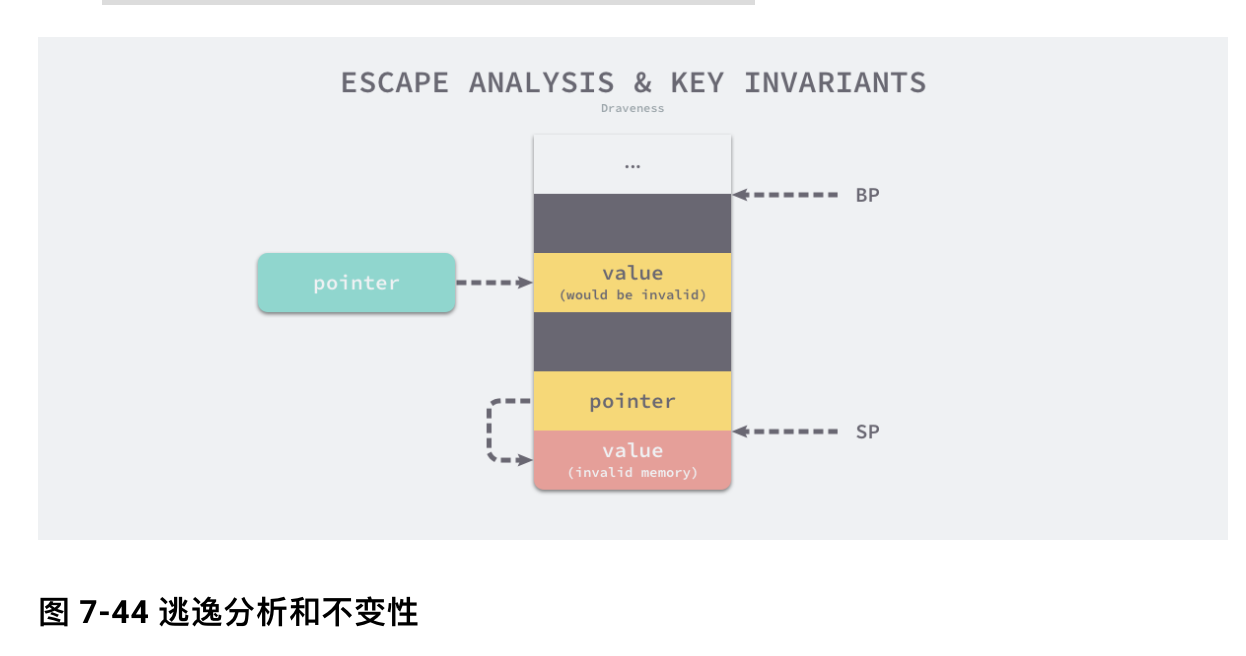 ESCAPE ANALYSIS & KEY INVARIANTS
Draveness
...
BP
pointer
value
(would be invalid)
pointer
SP
value
(invalid memory)
图 7-44 逃逸分析和不变性